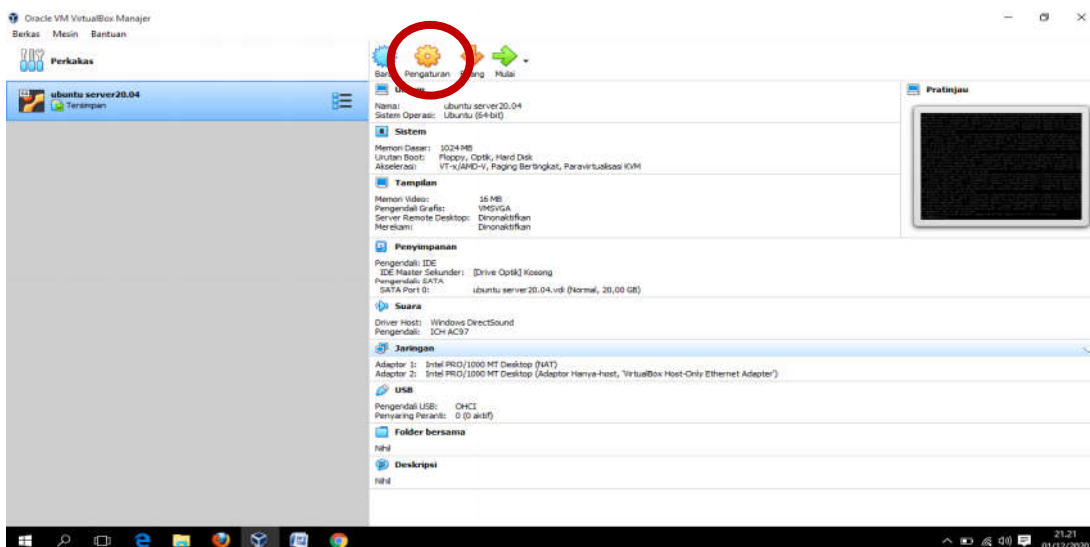 Oracle VM VirtualBox Manajer
Berkas Mesin Bantuan
Perkakas
ubuntu server20.04
Tersimpan
Pengaturan Mulai
Nama: ubuntu server20.04
Sistem Operasi: Ubuntu (64-bit)
Sistem
Memori Dasar: 1024 MB
Urutan Boot: Floppy, Optik, Hard Disk
Akselerasi: VT-x/AMD-V, Paging Bertingkat, Paravirtualisasi KVM
Tampilan
Memori Video: 16 MB
Pengendali Grafis: VMSVGA
Server Remote Desktop: Dinonaktifkan
Merekam: Dinonaktifkan
Penyimpanan
Pengendali: IDE
IDE Master Sekunder: [Drive Optik] Kosong
Pengendali: SATA
SATA Port 0: ubuntu server20.04.vdi (Normal, 20,00 GB)
Suara
Driver Host: Windows DirectSound
Pengendali: ICH AC97
Jaringan
Adaptor 1: Intel PRO/1000 MT Desktop (NAT)
Adaptor 2: Intel PRO/1000 MT Desktop (Adaptor Hanya-host, 'VirtualBox Host-Only Ethernet Adapter')
USB
Pengendali USB: OHCI
Penyaring Peranti: 0 (0 aktif)
Folder bersama
Nihil
Deskripsi
Nihil
Pratinjau
21.21
01/12/2020